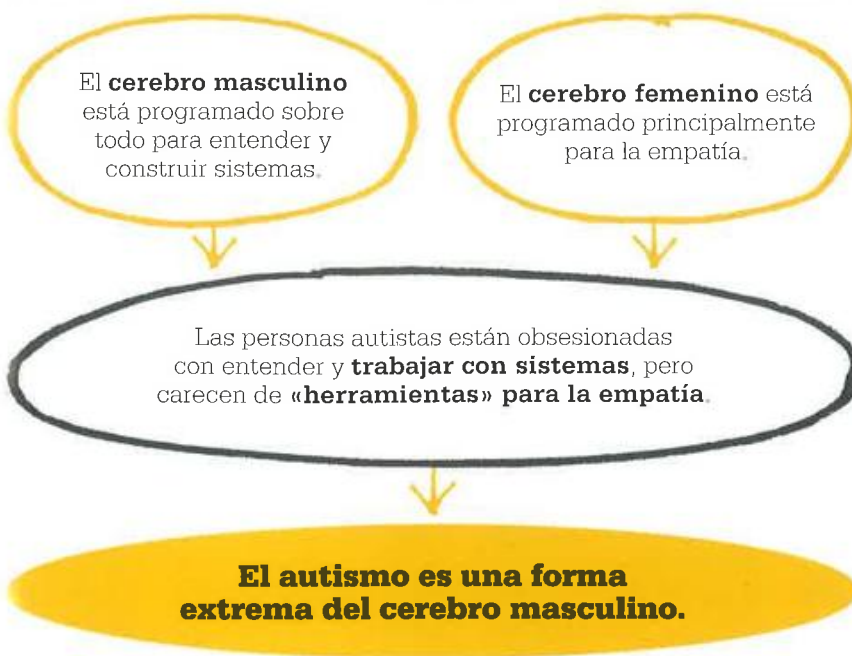 El cerebro masculino
está programado sobre
todo para entender y
construir sistemas.
El cerebro femenino está
programado principalmente
para la empatía.
Las personas autistas están obsesionadas
con entender y trabajar con sistemas, pero
carecen de «herramientas» para la empatía.
El autismo es una forma
extrema del cerebro masculino.